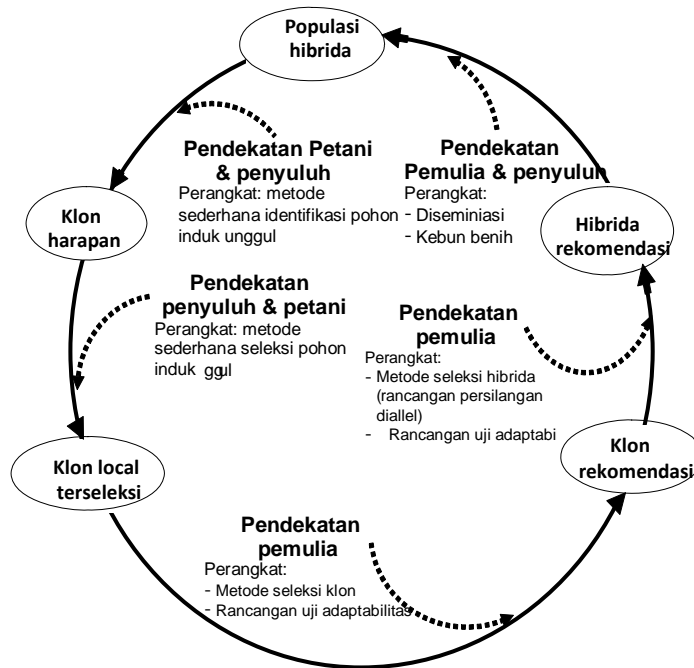 Populasi
hibrida
Pendekatan Petani
& penyuluh
Perangkat: metode
sederhana identifikasi pohon
induk unggul
Pendekatan
Pemulia & penyuluh
Perangkat:
- Diseminiasi
- Kebun benih
Klon
harapan
Hibrida
rekomendasi
Pendekatan
penyuluh & petani
Perangkat: metode
sederhana seleksi pohon
induk ggul
Pendekatan
pemulia
Perangkat:
- Metode seleksi hibrida
(rancangan persilangan
diallel)
- Rancangan uji adaptabi
Klon local
terseleksi
Klon
rekomendasi
Pendekatan
pemulia
Perangkat:
- Metode seleksi klon
- Rancangan uji adaptabilitas